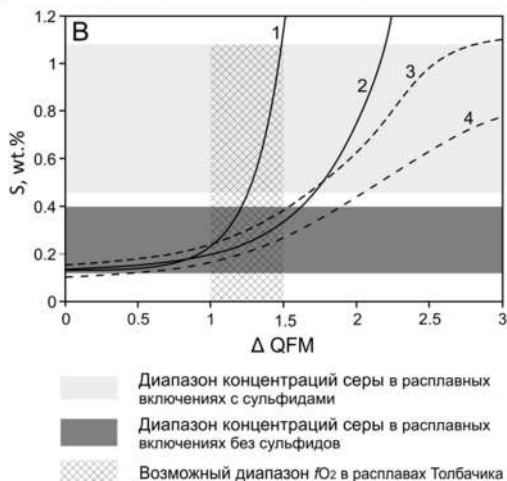 B
1.2
1.0
0.8
0.6
0.4
0.2
0
S, wt.%
1
2
3
4
0
0.5
1
1.5
2
2.5
3
Δ QFM
Диапазон концентраций серы в расплавных
включениях с сульфидами
Диапазон концентраций серы в расплавных
включениях без сульфидов
Возможный диапазон fO2 в расплавах Толбачика